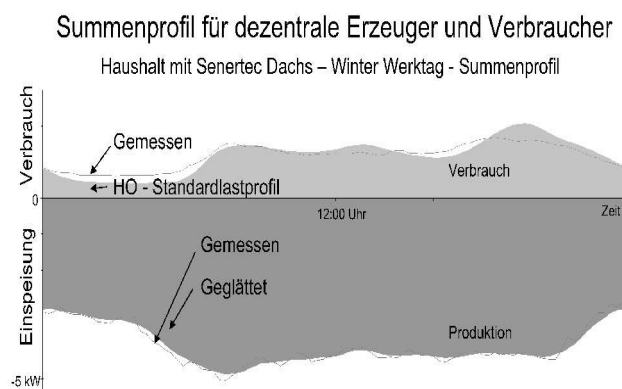 Summenprofil für dezentrale Erzeuger und Verbraucher
Haushalt mit Senertec Dachs – Winter Werktag - Summenprofil
Verbrauch
Gemessen
Verbrauch
HO - Standardlastprofil
0
12:00 Uhr
Zeit
Einspeisung
Gemessen
Geglättet
Produktion
-5 kW